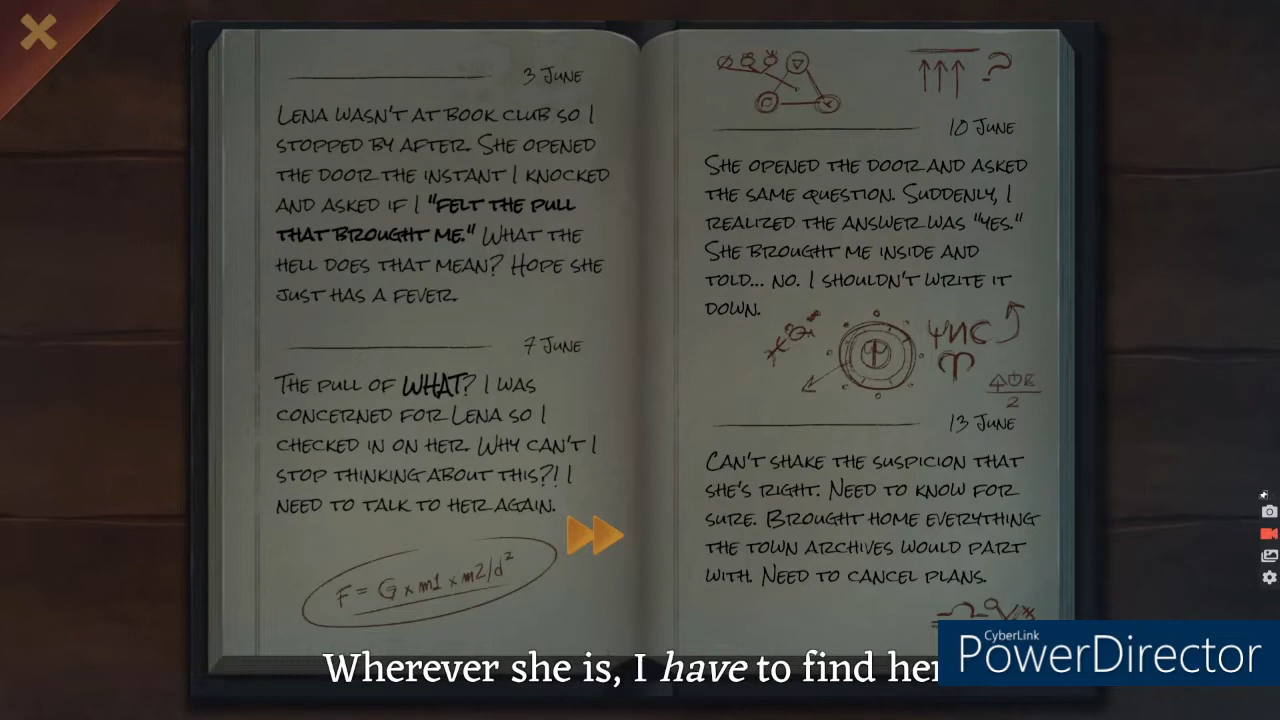 3 June
Lena wasn't at book club so I
stopped by after. She opened
the door the instant I knocked
and asked if I "felt the pull
that brought me." What the
hell does that mean? Hope she
just has a fever.
7 June
The pull of WHAT? I was
concerned for Lena so I
checked in on her. Why can't I
stop thinking about this?! I
need to talk to her again.
F = G x m1 x m2/d²
?
10 June
She opened the door and asked
the same question. Suddenly, I
realized the answer was "yes."
She brought me inside and
told... no. I shouldn't write it
down.
2
13 June
Can't shake the suspicion that
she's right. Need to know for
sure. Brought home everything
the town archives would part
with. Need to cancel plans.
Wherever she is, I have to find her
CyberLink
PowerDirector